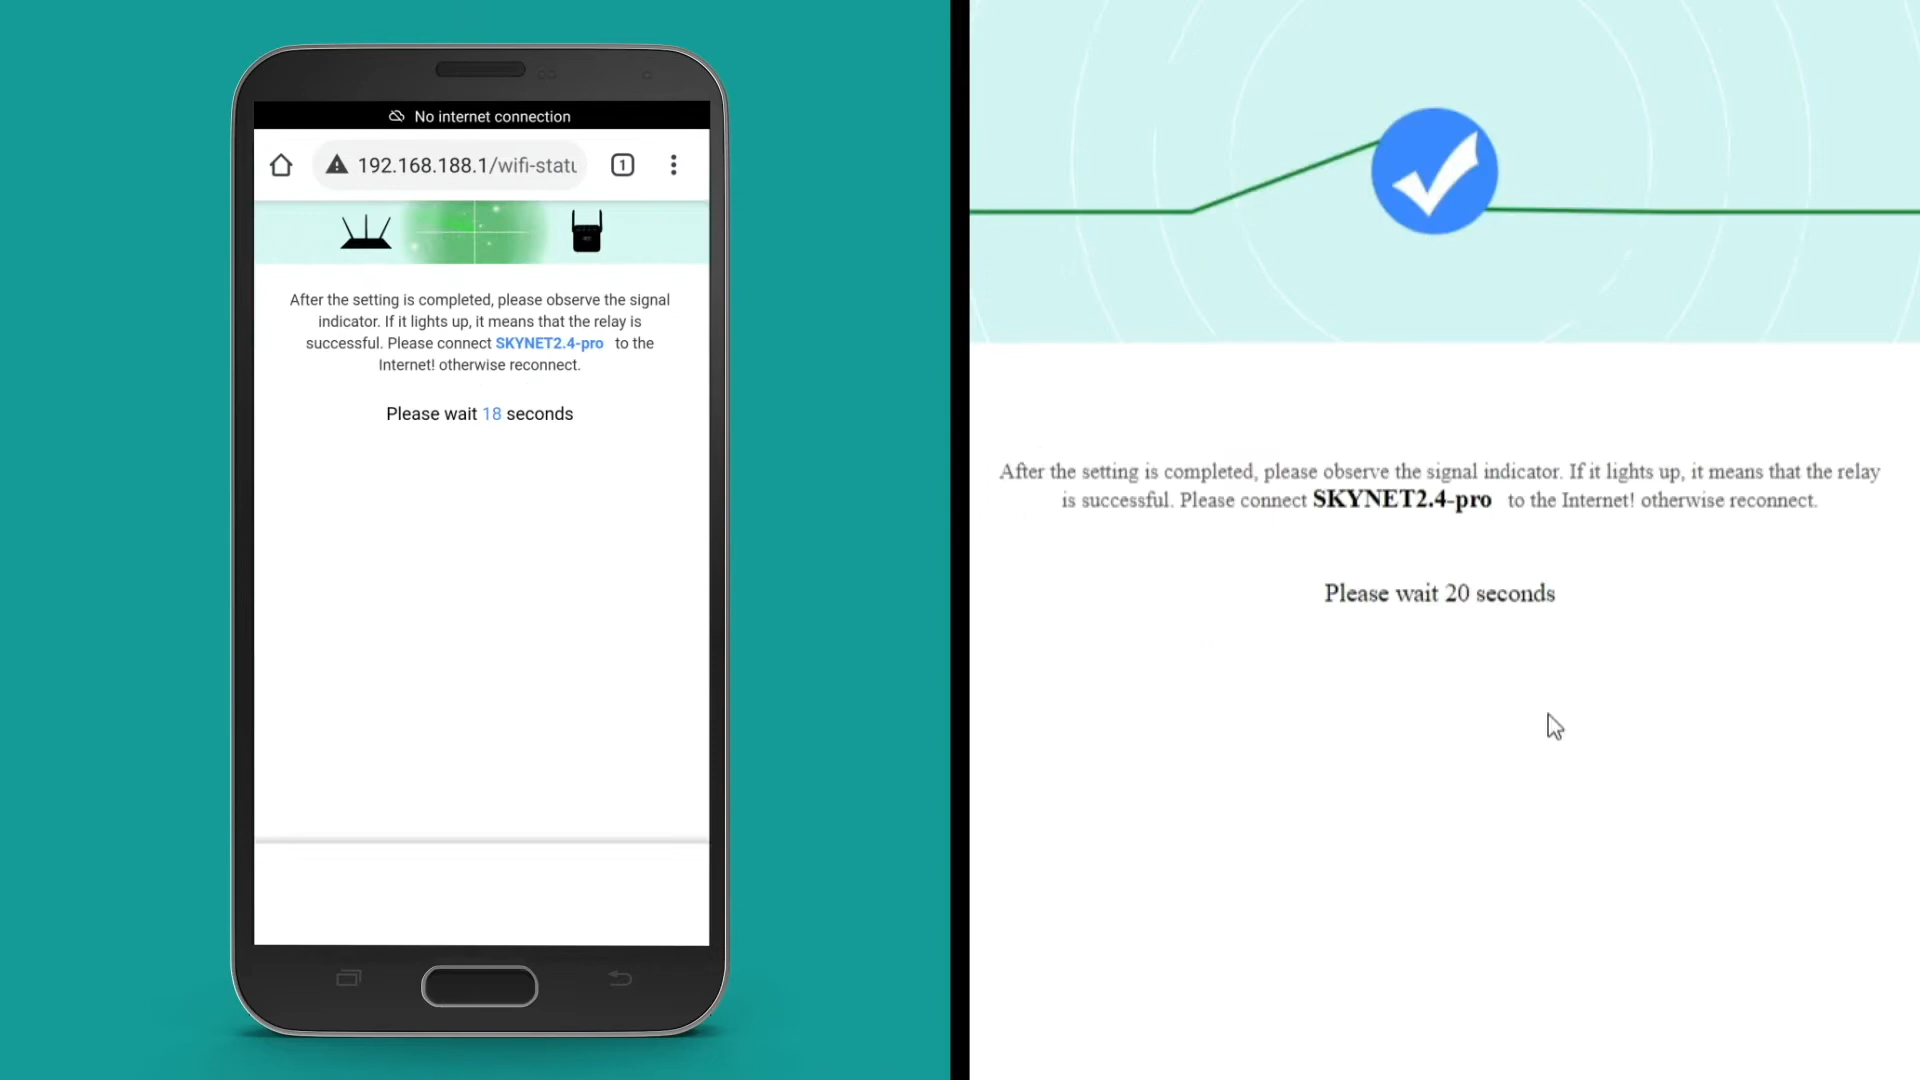 No internet connection
192.168.188.1/wifi-statu
1
After the setting is completed, please observe the signal
indicator. If it lights up, it means that the relay is
successful. Please connect SKYNET2.4-pro to the
Internet! otherwise reconnect.
Please wait 18 seconds
After the setting is completed, please observe the signal indicator. If it lights up, it means that the relay
is successful. Please connect SKYNET2.4-pro to the Internet! otherwise reconnect.
Please wait 20 seconds